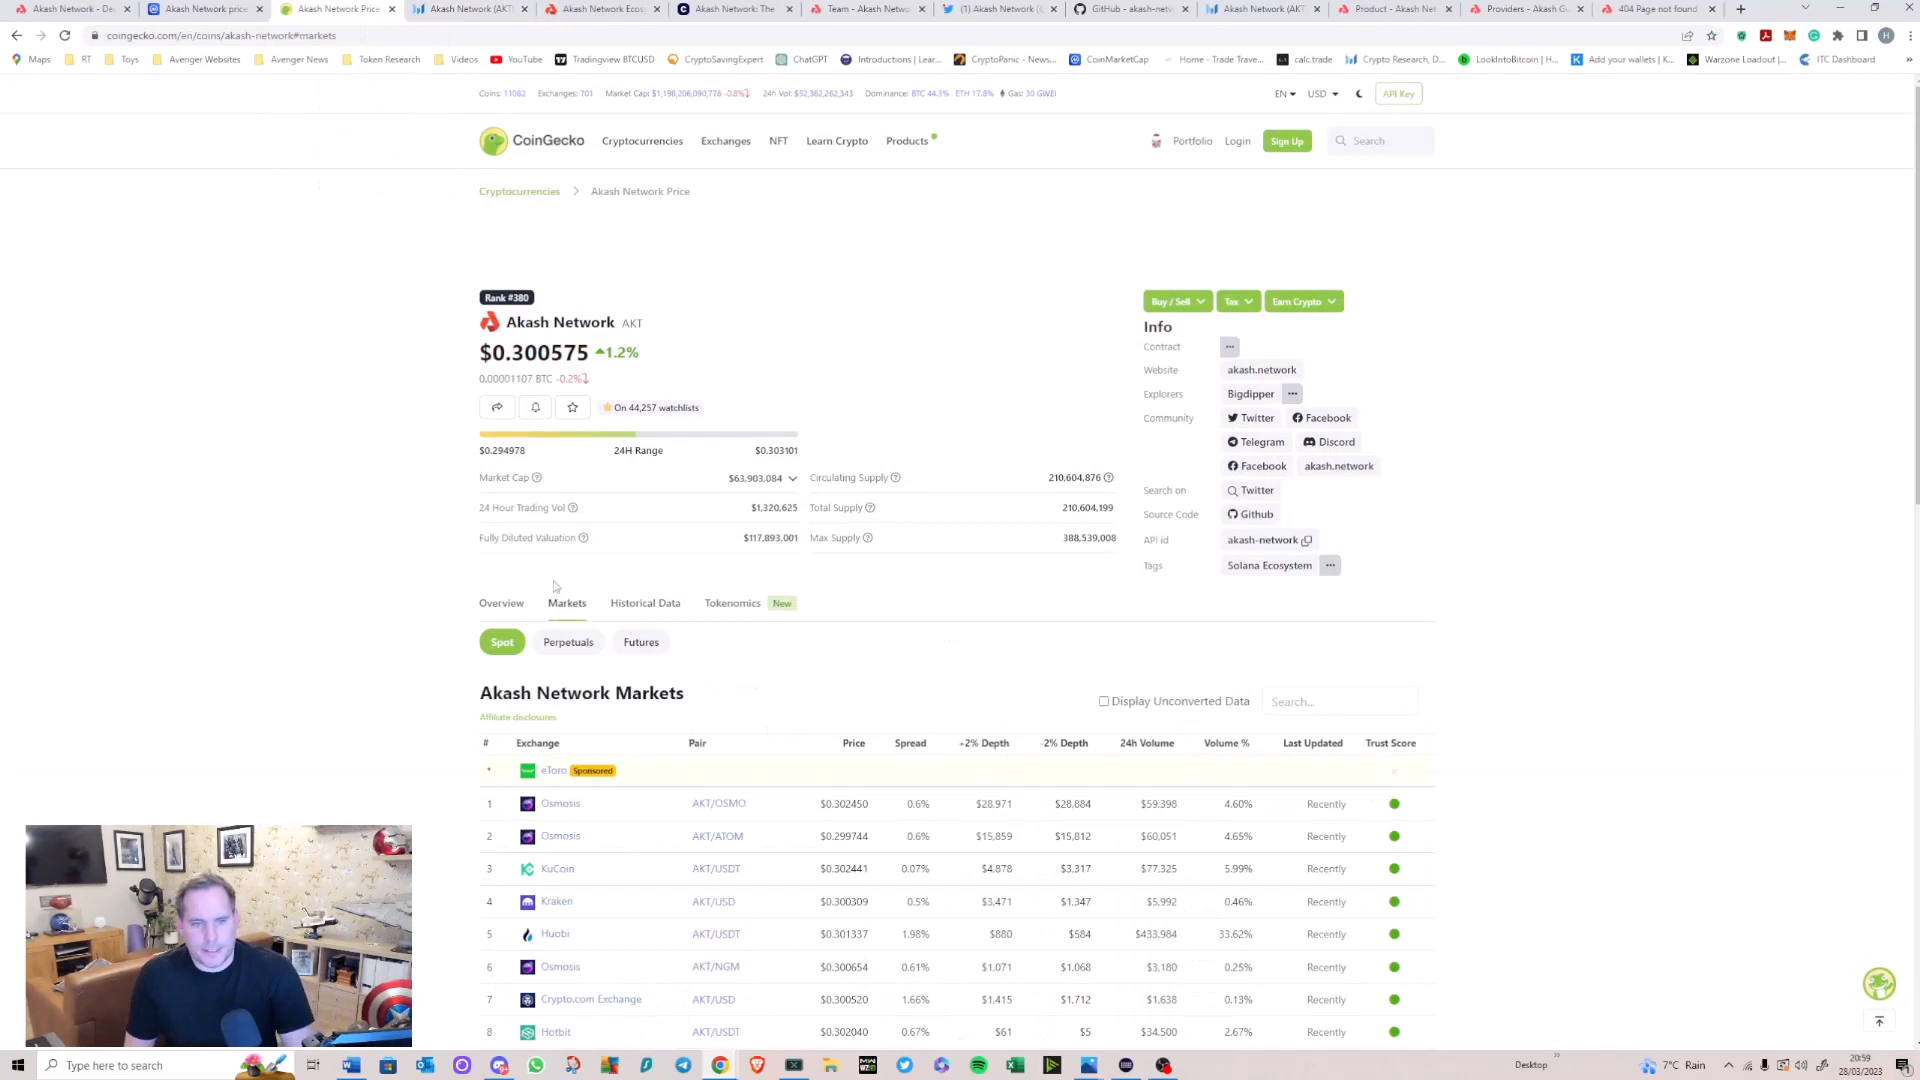 Akash Network - De
Akash Network price
Akash Network Price
Akash Network (AKT)
Akash Network Ecos
Akash Network: The
Team - Akash Netwo
(1) Akash Network (
GitHub - akash-netw
Akash Network (AKT
Product - Akash Net
Providers - Akash Gu
404 Page not found
coingecko.com/en/coins/akash-network#markets
Maps RT Toys Avenger Websites Avenger News Token Research Videos YouTube Tradingview BTCUSD CryptoSavingExpert ChatGPT Introductions | Lear... CryptoPanic - News... CoinMarketCap Home - Trade Trave... calc.trade Crypto Research, D... LookIntoBitcoin | H... Add your wallets | K... Warzone Loadout |... ITC Dashboard
Coins: 11082 Exchanges: 701 Market Cap: $1,198,206,090,778 -0.8% 24h Vol: $52,362,262,343 Dominance: BTC 44.3% ETH 17.8% Gas: 30 GWEI EN USD API Key
CoinGecko Cryptocurrencies Exchanges NFT Learn Crypto Products Portfolio Login Sign Up Search
Cryptocurrencies > Akash Network Price
Rank #380
Akash Network AKT
$0.300575 1.2%
0.00001107 BTC -0.2%
On 44,257 watchlists
$0.294978 24H Range $0.303101
Market Cap $63,903,084
24 Hour Trading Vol $1,320,625
Fully Diluted Valuation $117,893,001
Circulating Supply 210,604,876
Total Supply 210,604,199
Max Supply 388,539,008
Buy / Sell Tax Earn Crypto
Info
Contract ...
Website akash.network
Explorers Bigdipper ...
Community Twitter Facebook
Telegram Discord
Facebook akash.network
Search on Twitter
Source Code Github
API id akash-network
Tags Solana Ecosystem ...
Overview Markets Historical Data Tokenomics New
Spot Perpetuals Futures
Akash Network Markets
Affiliate disclosures
Display Unconverted Data Search...
# Exchange Pair Price Spread +2% Depth -2% Depth 24h Volume Volume % Last Updated Trust Score
* eToro Sponsored
1 Osmosis AKT/OSMO $0.302450 0.6% $28,971 $28,884 $59,398 4.60% Recently
2 Osmosis AKT/ATOM $0.299744 0.6% $15,859 $15,812 $60,051 4.65% Recently
3 KuCoin AKT/USDT $0.302441 0.07% $4,878 $3,317 $77,325 5.99% Recently
4 Kraken AKT/USD $0.300309 0.5% $3,471 $1,347 $5,992 0.46% Recently
5 Huobi AKT/USDT $0.301337 1.98% $880 $584 $433,984 33.62% Recently
6 Osmosis AKT/NGM $0.300654 0.61% $1,071 $1,068 $3,180 0.25% Recently
7 Crypto.com Exchange AKT/USD $0.300520 1.66% $1,415 $1,712 $1,638 0.13% Recently
8 Hotbit AKT/USDT $0.302040 0.67% $61 $5 $34,500 2.67% Recently
Type here to search
Desktop
7°C Rain
20:59
28/03/2023